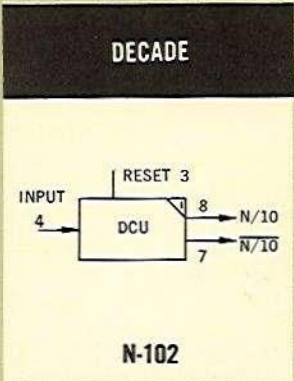 DECADE
RESET 3
INPUT
4
DCU
1
8
N/10
7
N/10
N-102